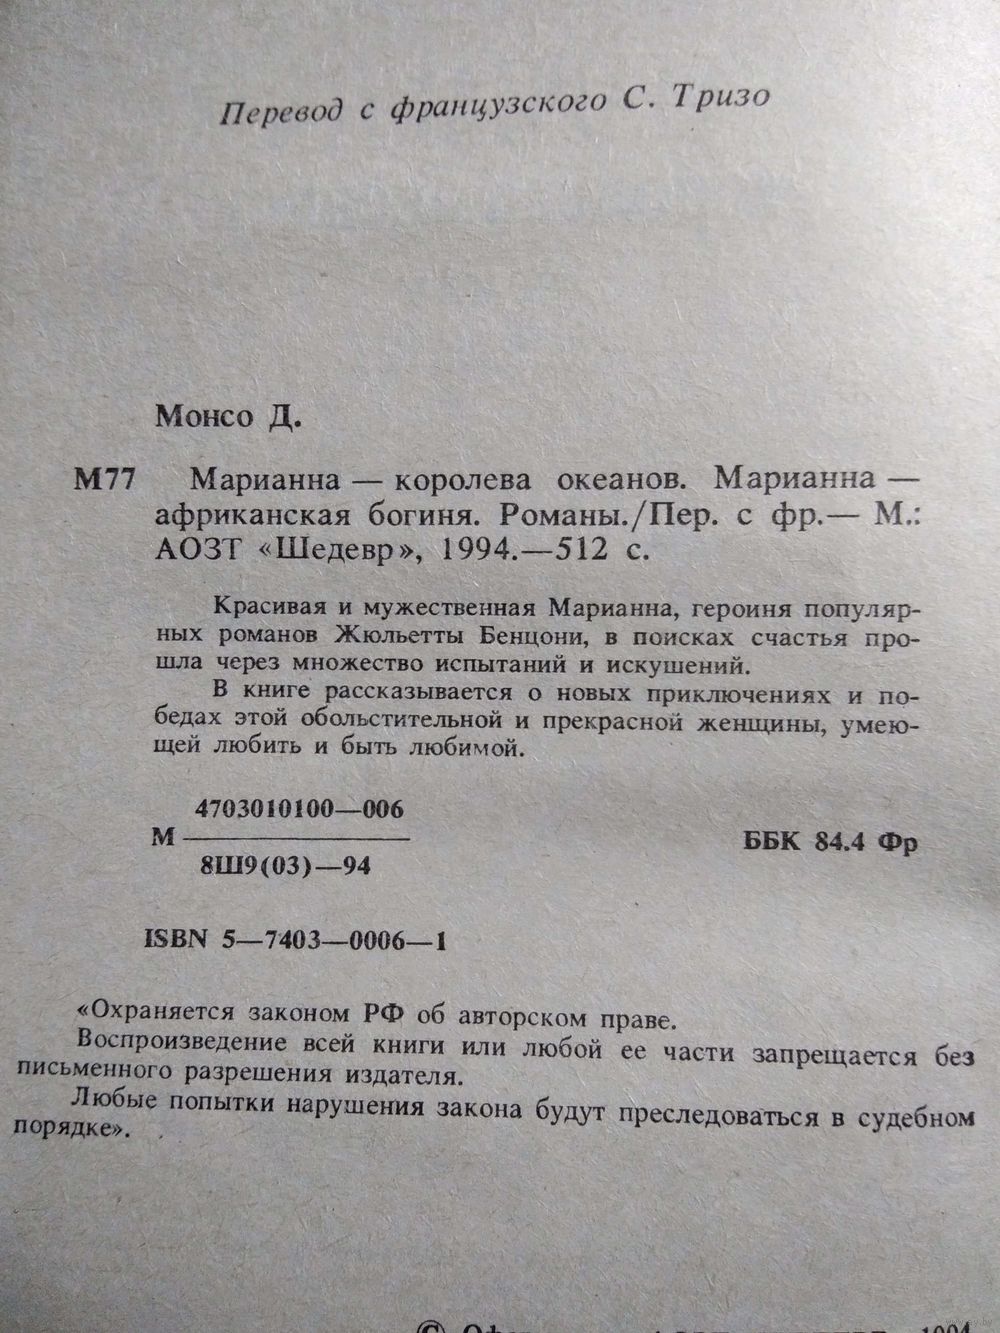 Перевод с французского С. Тризо
Монсо Д.
М77 Марианна — королева океанов. Марианна —
африканская богиня. Романы./Пер. с фр.— М.:
АОЗТ «Шедевр», 1994.—512 с.
Красивая и мужественная Марианна, героиня популяр-
ных романов Жюльетты Бенцони, в поисках счастья про-
шла через множество испытаний и искушений.
В книге рассказывается о новых приключениях и по-
бедах этой обольстительной и прекрасной женщины, умею-
щей любить и быть любимой.
4703010100—006
М
8Ш9(03)—94
ББК 84.4 Фр
ISBN 5—7403—0006—1
«Охраняется законом РФ об авторском праве.
Воспроизведение всей книги или любой ее части запрещается без
письменного разрешения издателя.
Любые попытки нарушения закона будут преследоваться в судебном
порядке».
©